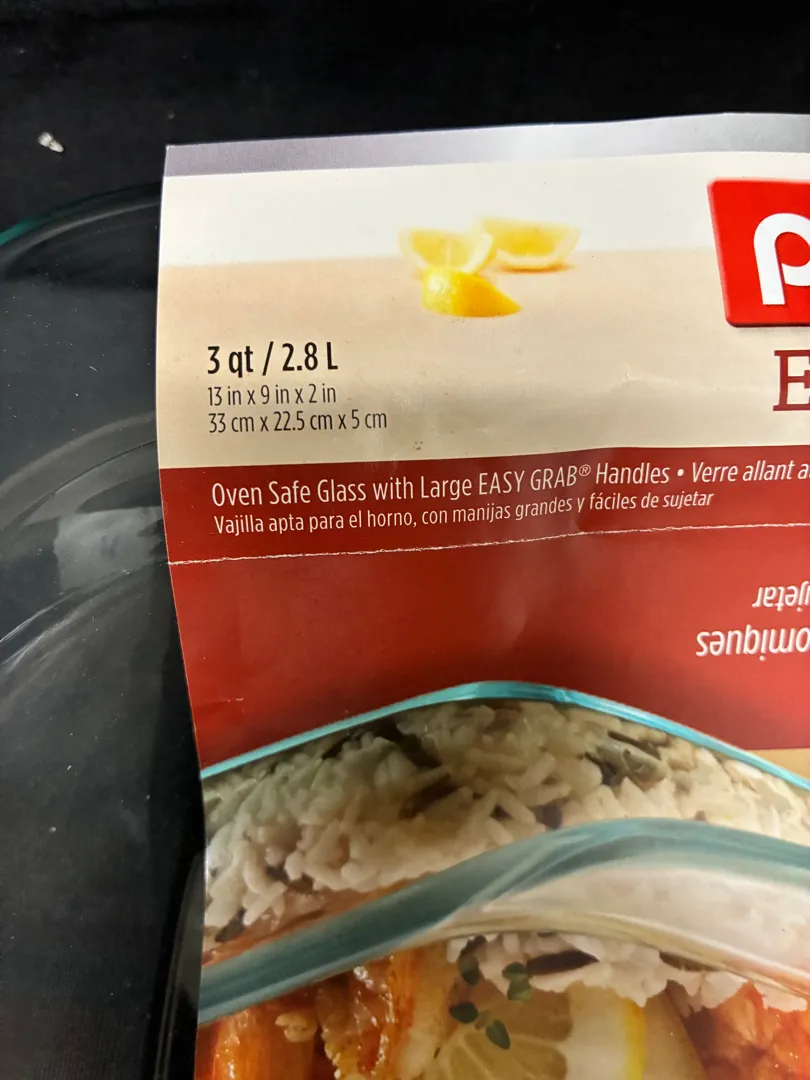 p
E
3 qt / 2.8 L
13 in x 9 in x 2 in
33 cm x 22.5 cm x 5 cm
Oven Safe Glass with Large EASY GRAB® Handles • Verre allant a
Vajilla apta para el horno, con manijas grandes y fáciles de sujetar
ujetar
omiques